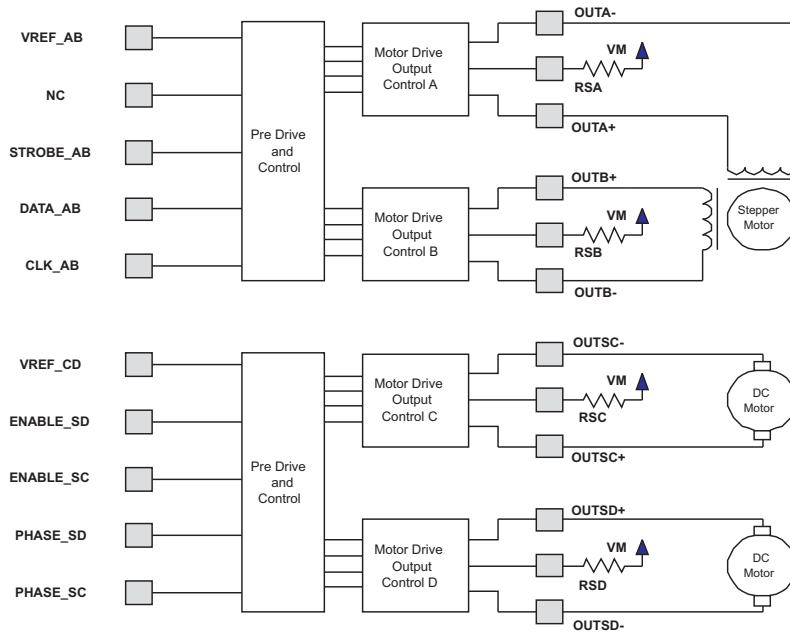 OUTA-
VREF_AB
Motor Drive
Output
Control A
VM
NC
RSA
OUTA+
Pre Drive
and
Control
STROBE_AB
OUTB+
DATA_AB
Motor Drive
Output
Control B
VM
Stepper
Motor
RSB
CLK_AB
OUTB-
OUTSC-
VREF_CD
Motor Drive
Output
Control C
VM
DC
Motor
RSC
ENABLE_SD
OUTSC+
ENABLE_SC
Pre Drive
and
Control
OUTSD+
PHASE_SD
Motor Drive
Output
Control D
VM
DC
Motor
RSD
PHASE_SC
OUTSD-